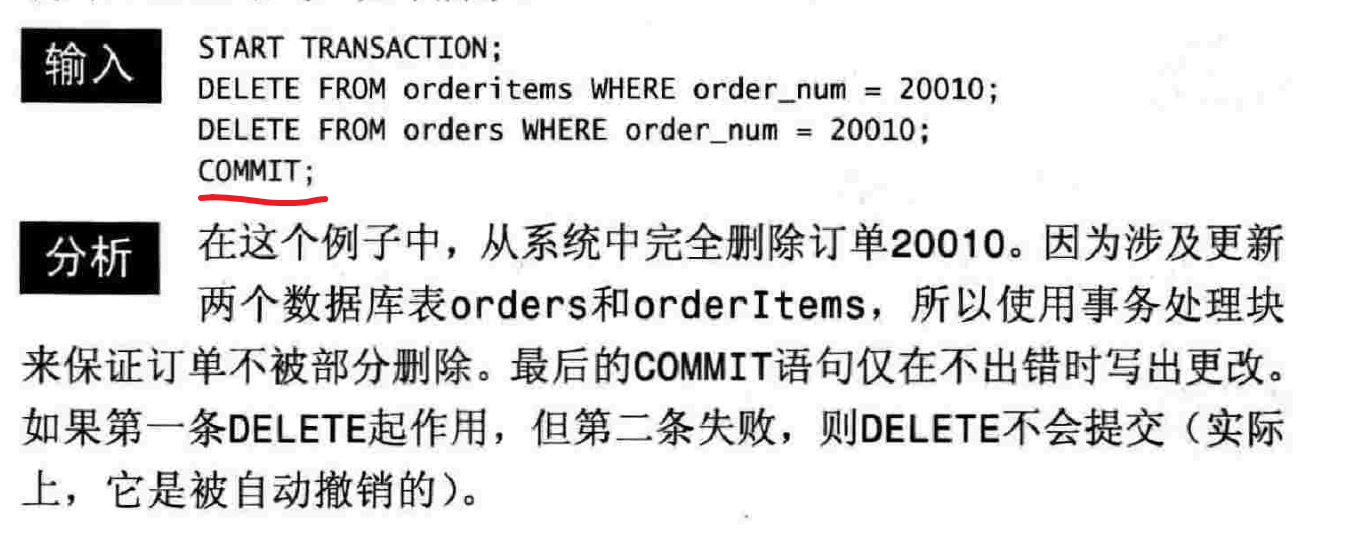 输入
START TRANSACTION;
DELETE FROM orderitems WHERE order_num = 20010;
DELETE FROM orders WHERE order_num = 20010;
COMMIT;
分析
在这个例子中，从系统中完全删除订单20010。因为涉及更新
两个数据库表orders和orderItems，所以使用事务处理块
来保证订单不被部分删除。最后的COMMIT语句仅在不出错时写出更改。
如果第一条DELETE起作用，但第二条失败，则DELETE不会提交（实际
上，它是被自动撤销的）。